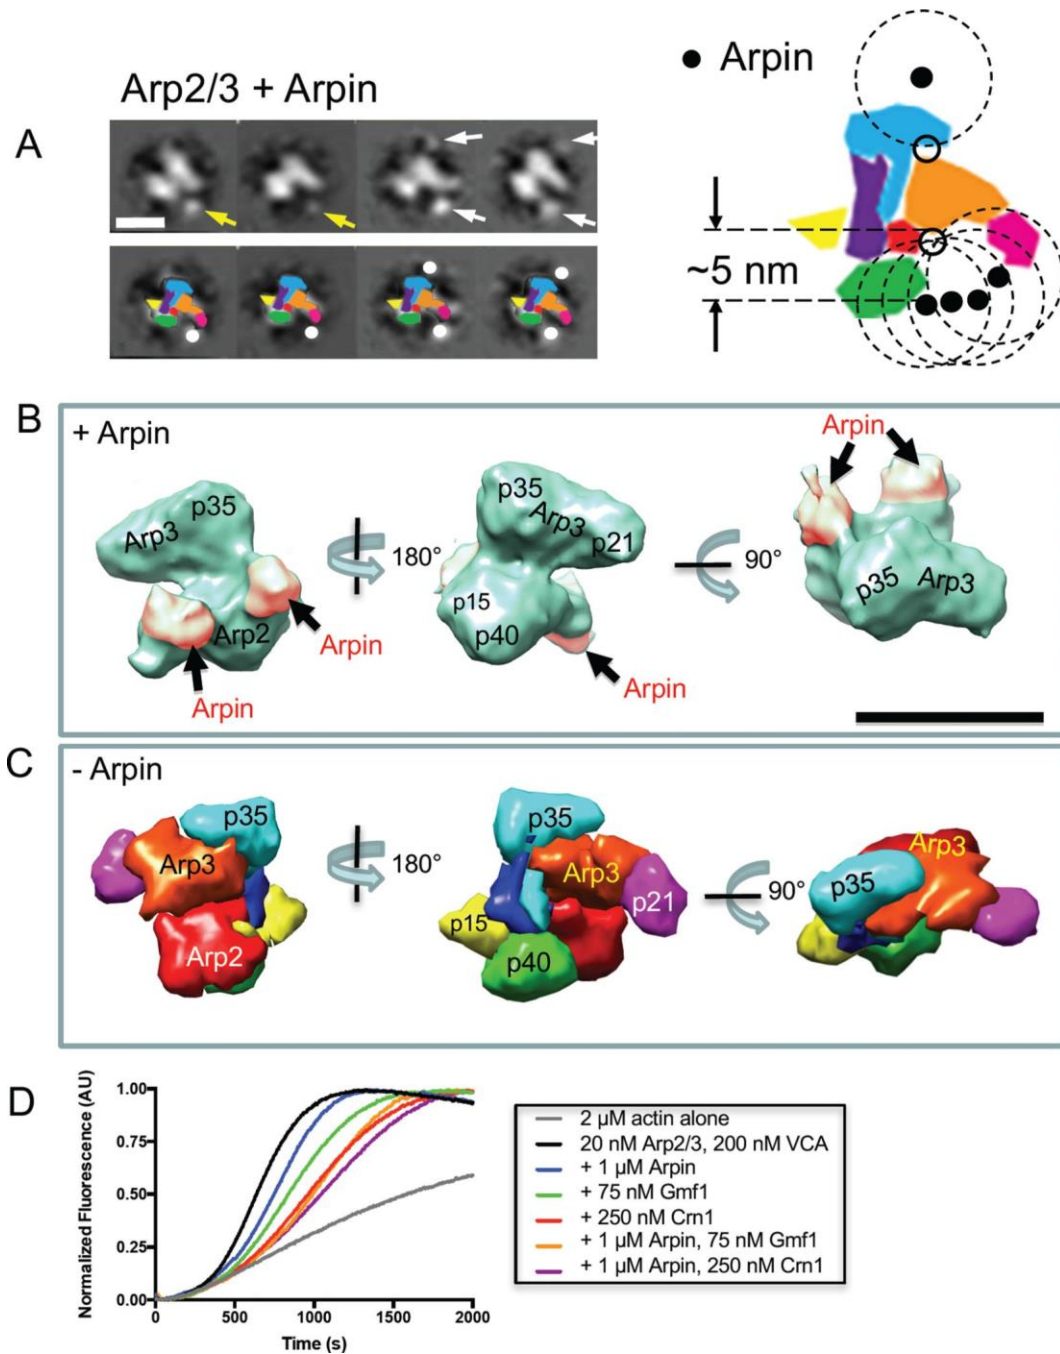 A
Arp2/3 + Arpin
Arpin
~5 nm
B
+ Arpin
p35
Arp3
Arp2
Arpin
Arpin
180°
p35
Arp3
p21
p15
p40
Arpin
90°
Arpin
p35
Arp3
C
- Arpin
p35
Arp3
Arp2
180°
p35
Arp3
p21
p15
p40
90°
Arp3
p35
D
Normalized Fluorescence (AU)
1.00
0.75
0.50
0.25
0.00
0
500
1000
1500
2000
Time (s)
2 µM actin alone
20 nM Arp2/3, 200 nM VCA
+ 1 µM Arpin
+ 75 nM Gmf1
+ 250 nM Crn1
+ 1 µM Arpin, 75 nM Gmf1
+ 1 µM Arpin, 250 nM Crn1